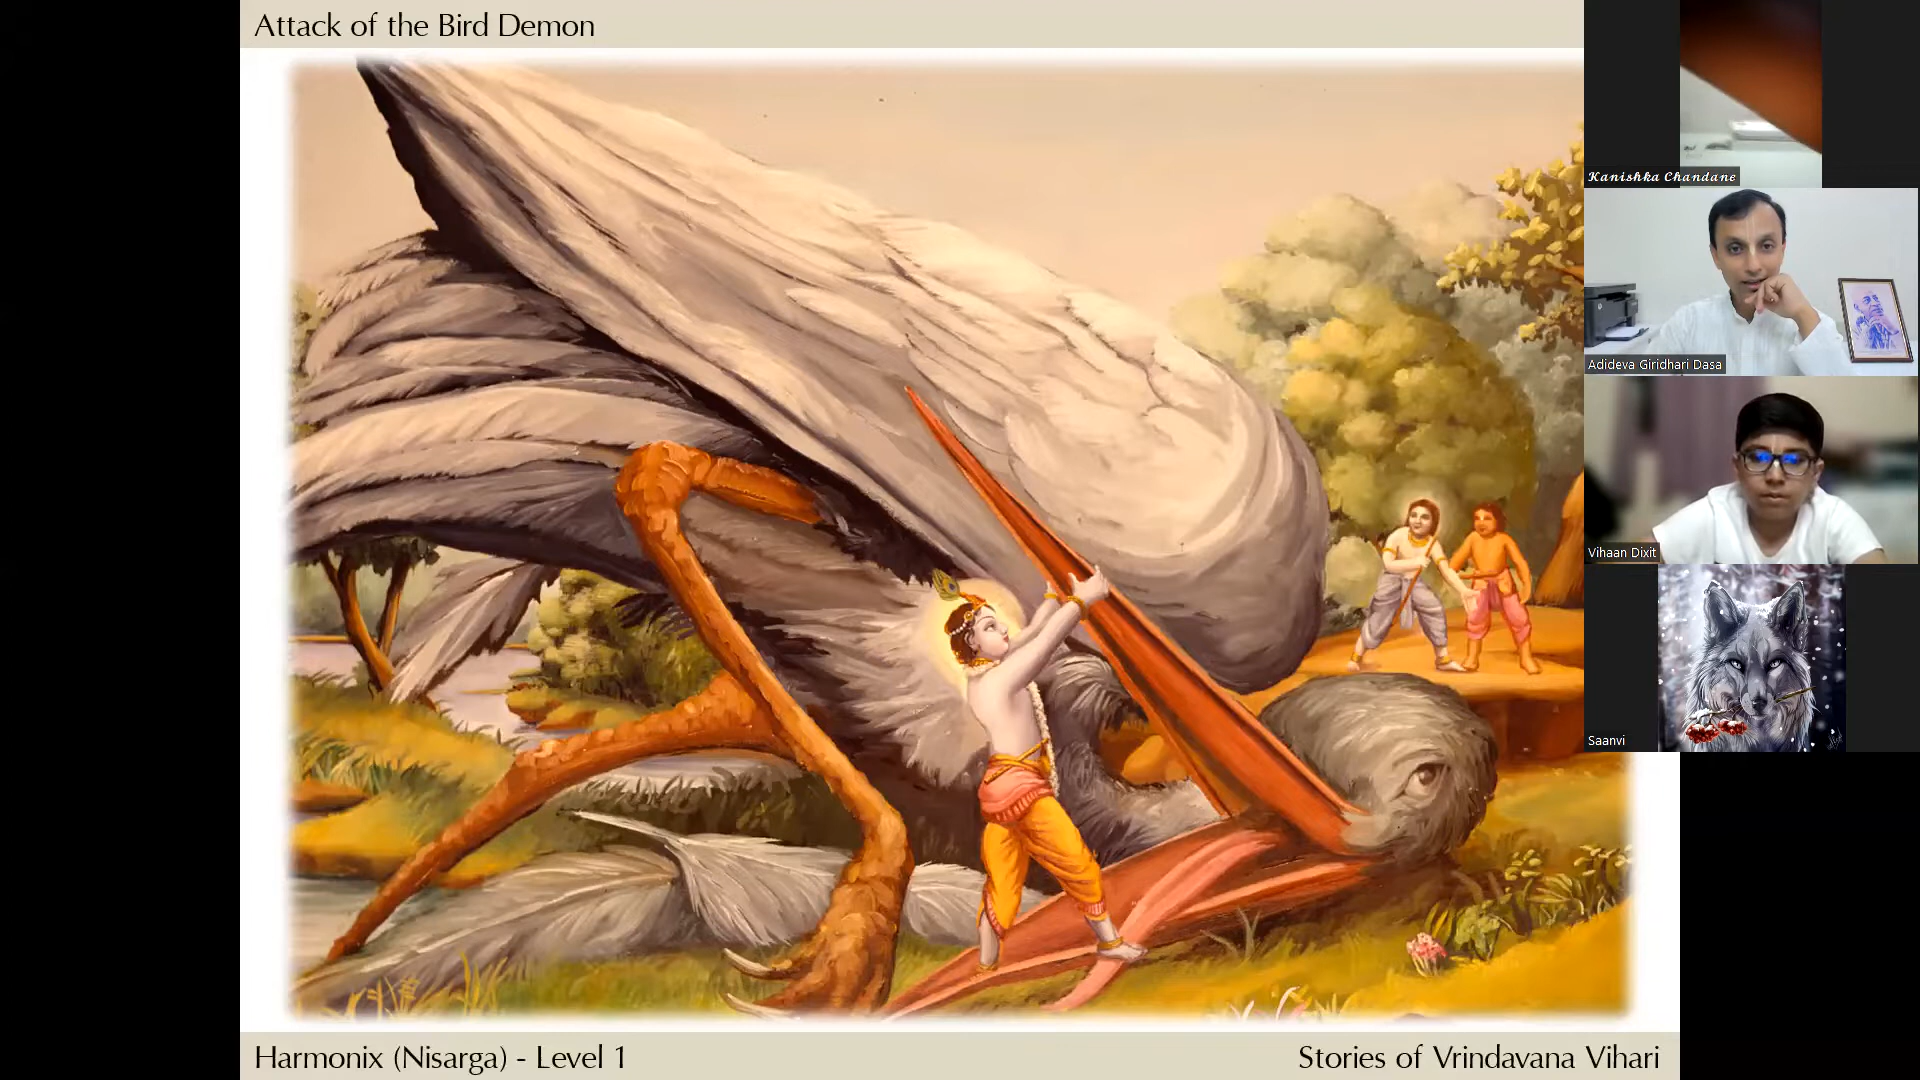 Attack of the Bird Demon
Kanishka Chandane
Adideva Giridhari Dasa
Vihaan Dixit
Saanvi
Harmonix (Nisarga) - Level 1
Stories of Vrindavana Vihari